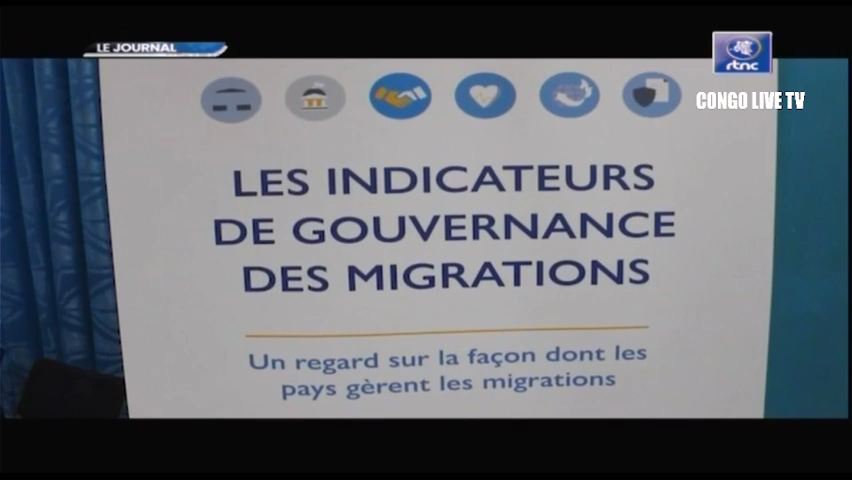 LE JOURNAL
rtnc
CONGO LIVE TV
LES INDICATEURS
DE GOUVERNANCE
DES MIGRATIONS
Un regard sur la façon dont les
pays gèrent les migrations